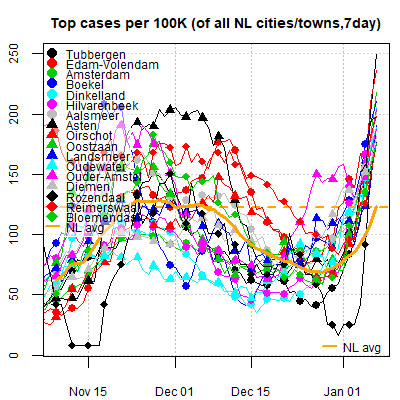 Top cases per 100K (of all NL cities/towns,7day)
250
200
150
100
50
0
Tubbergen
Edam-Volendam
Amsterdam
Boekel
Dinkelland
Hilvarenbeek
Aalsmeer
Asten
Oirschot
Oostzaan
Landsmeer
Oudewater
Ouder-Amstel
Diemen
Rozendaal
Reimerswaal
Bloemendaal
NL avg
NL avg
Nov 15
Dec 01
Dec 15
Jan 01